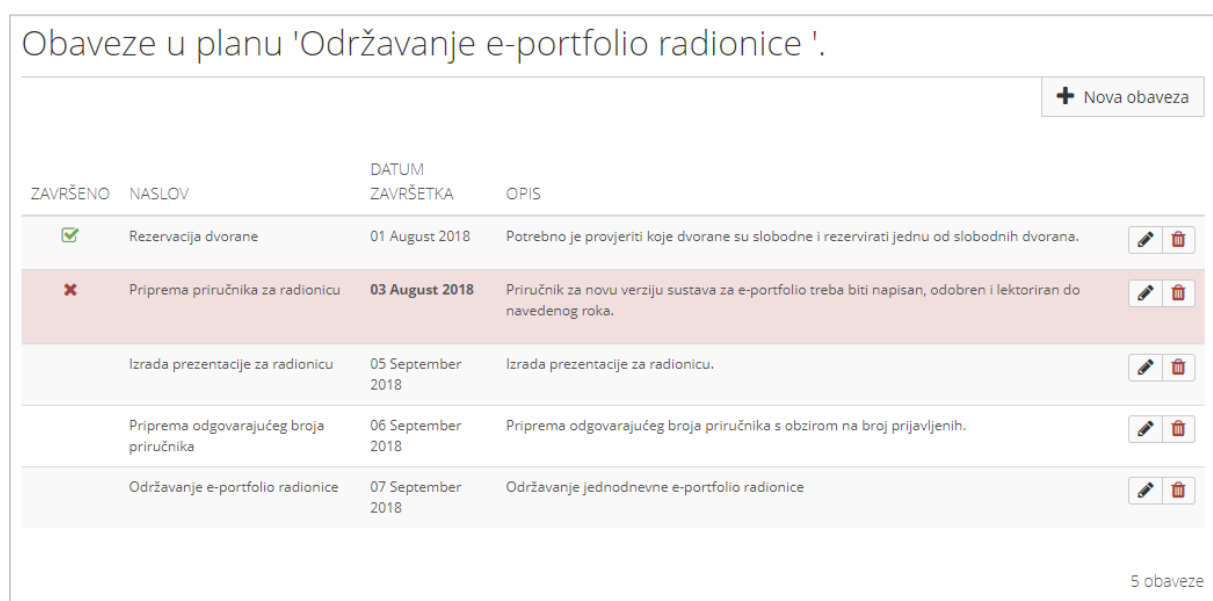 Obaveze u planu 'Održavanje e-portfolio radionice '.
Nova obaveza
ZAVRŠENO NASLOV DATUM ZAVRŠETKA OPIS
Rezervacija dvorane 01 August 2018 Potrebno je provjeriti koje dvorane su slobodne i rezervirati jednu od slobodnih dvorana.
Priprema priručnika za radionicu 03 August 2018 Priručnik za novu verziju sustava za e-portfolio treba biti napisan, odobren i lektoriran do
navedenog roka.
Izrada prezentacije za radionicu 05 September 2018 Izrada prezentacije za radionicu.
Priprema odgovarajućeg broja priručnika 06 September 2018 Priprema odgovarajućeg broja priručnika s obzirom na broj prijavljenih.
Održavanje e-portfolio radionice 07 September 2018 Održavanje jednodnevne e-portfolio radionice
5 obaveze